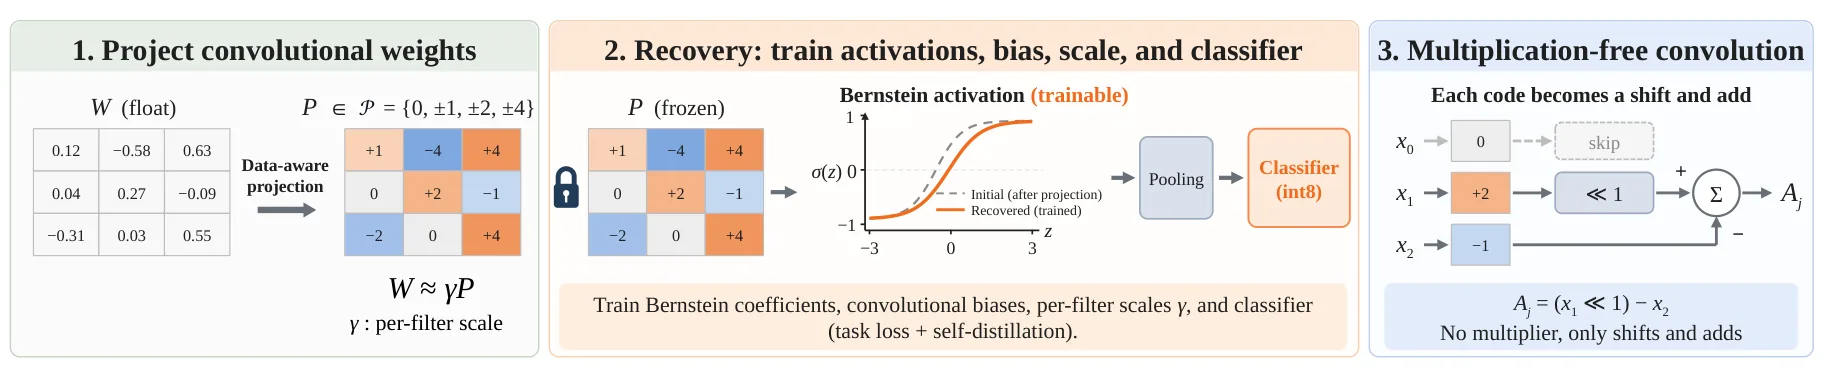 1. Project convolutional weights
W (float)
P ∈ 𝒫 = {0, ±1, ±2, ±4}
0.12 −0.58 0.63
0.04 0.27 −0.09
−0.31 0.03 0.55
Data-aware
projection
+1 −4 +4
0 +2 −1
−2 0 +4
W ≈ γP
γ : per-filter scale
2. Recovery: train activations, bias, scale, and classifier
P (frozen)
+1 −4 +4
0 +2 −1
−2 0 +4
Bernstein activation (trainable)
1
σ(z) 0
−1
−3 0 3
z
Initial (after projection)
Recovered (trained)
Pooling
Classifier
(int8)
Train Bernstein coefficients, convolutional biases, per-filter scales γ, and classifier
(task loss + self-distillation).
3. Multiplication-free convolution
Each code becomes a shift and add
x₀ 0 skip
x₁ +2 ≪ 1 + Σ A_j
x₂ −1 −
A_j = (x₁ ≪ 1) − x₂
No multiplier, only shifts and adds